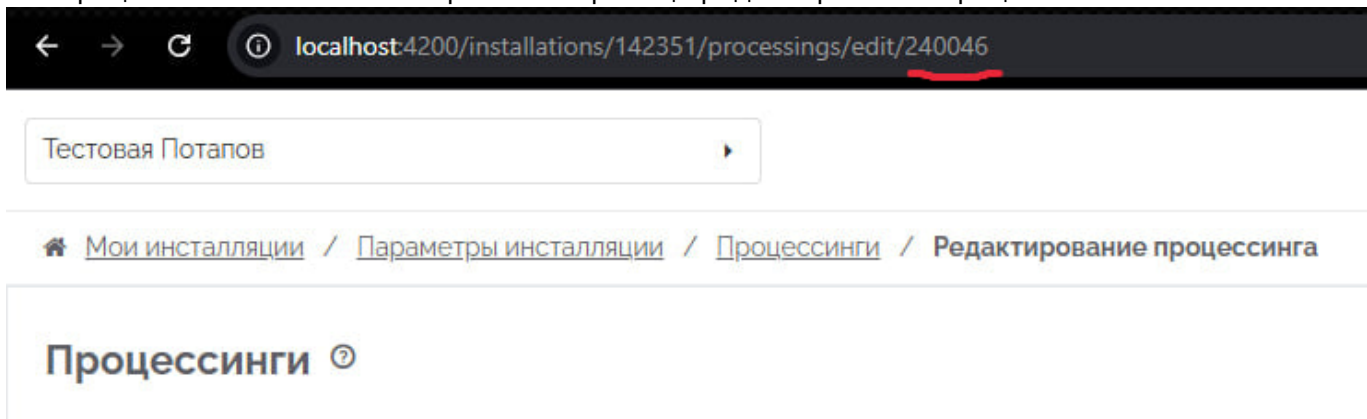 localhost:4200/installations/142351/processings/edit/240046
Тестовая Потапов
Мои инсталляции / Параметры инсталляции / Процессинги / Редактирование процессинга
Процессинги